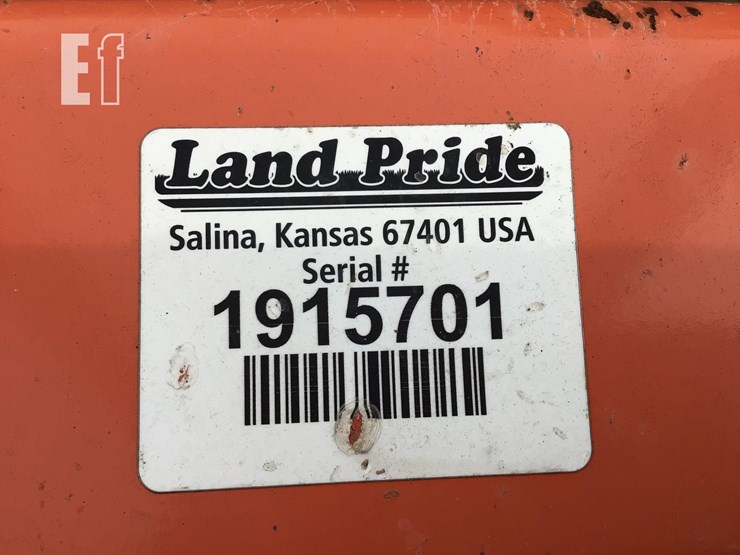 Ef
Land Pride
Salina, Kansas 67401 USA
Serial #
1915701